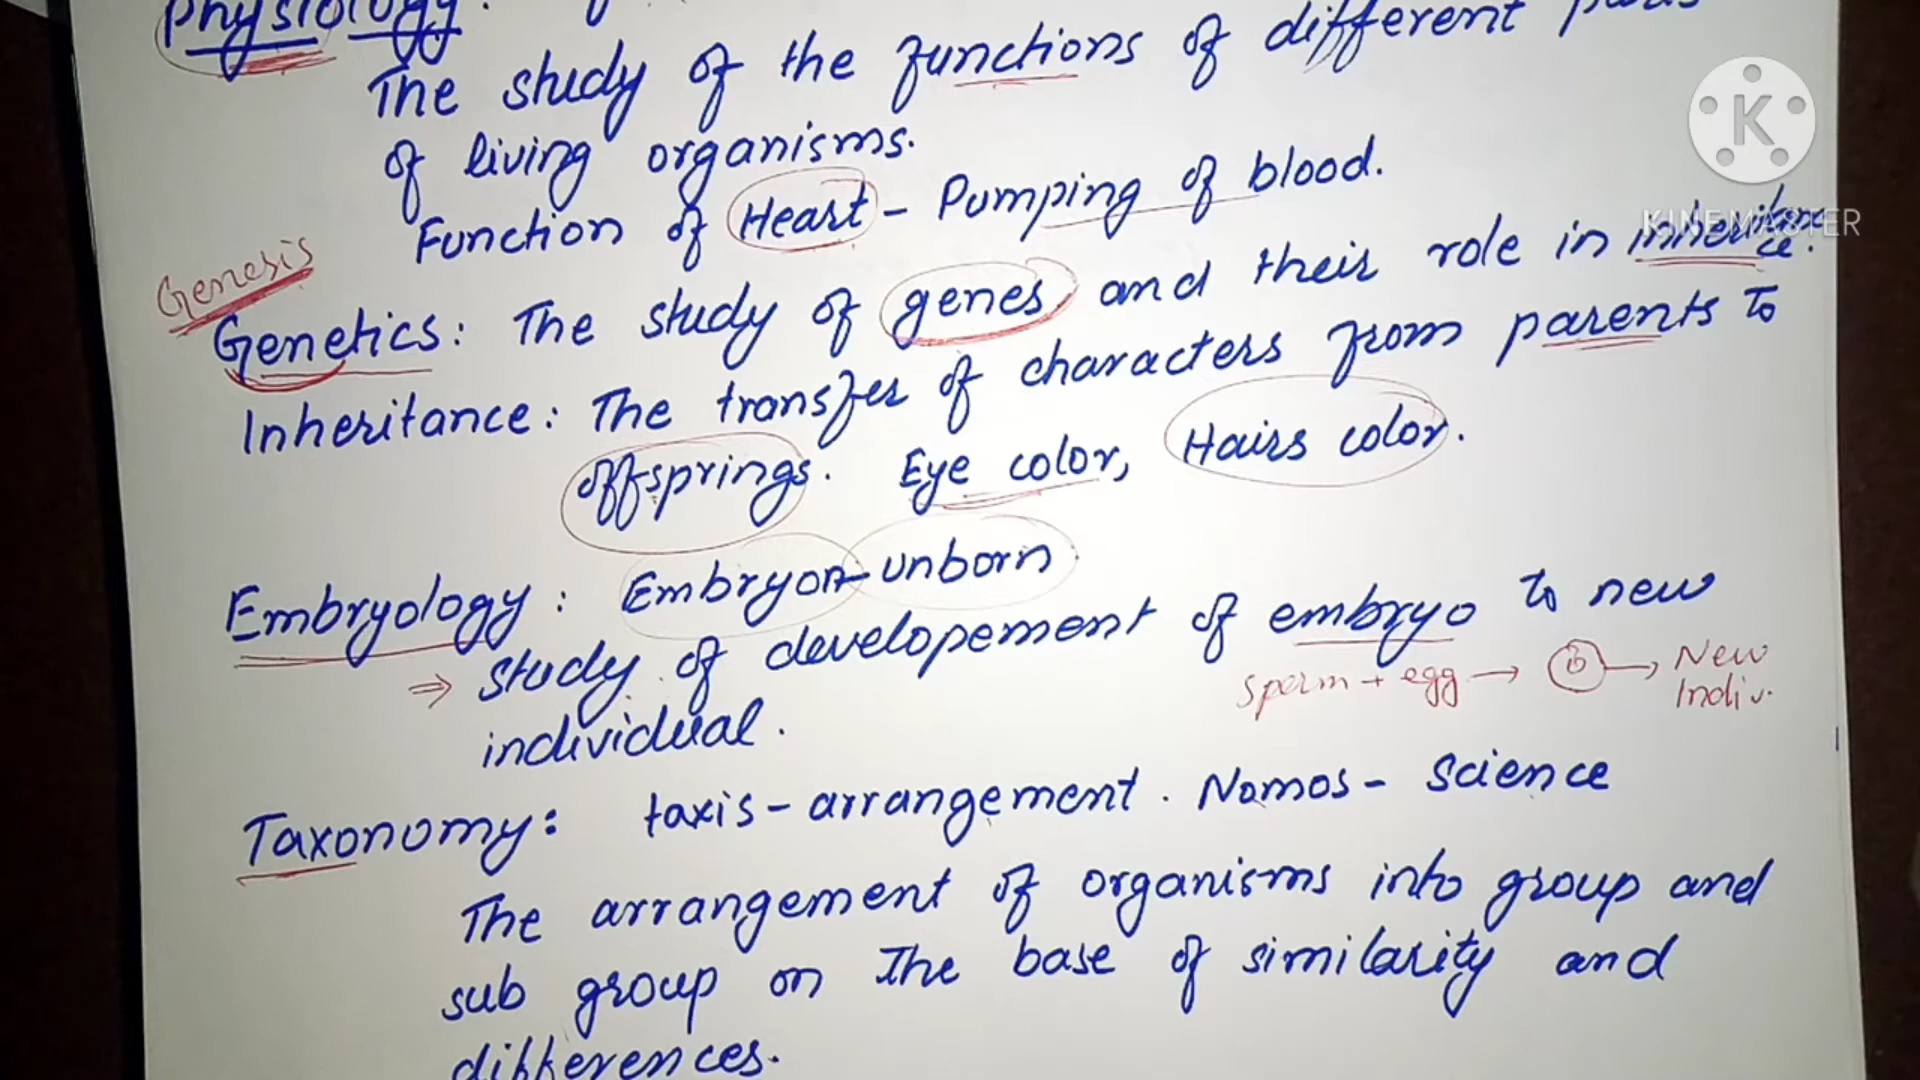 Physiology:
The study of the functions of different parts
of living organisms.
Function of Heart - Pumping of blood.
Genesis
Genetics: The study of genes and their role in inheritance.
Inheritance: The transfer of characters from parents to
offsprings. Eye color, Hairs color.
Embryology: Embryon - unborn
⇒ study of developement of embryo to new
individual.
Sperm + egg → → New
Indiv.
Taxonomy: taxis - arrangement. Nomos - science
The arrangement of organisms into group and
sub group on the base of similarity and
differences.
K
KINEMASTER